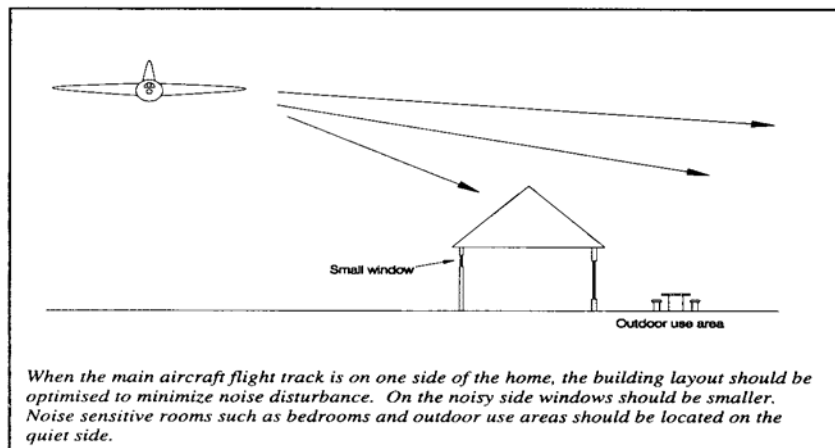 Small window
Outdoor use area
When the main aircraft flight track is on one side of the home, the building layout should be
optimised to minimize noise disturbance. On the noisy side windows should be smaller.
Noise sensitive rooms such as bedrooms and outdoor use areas should be located on the
quiet side.